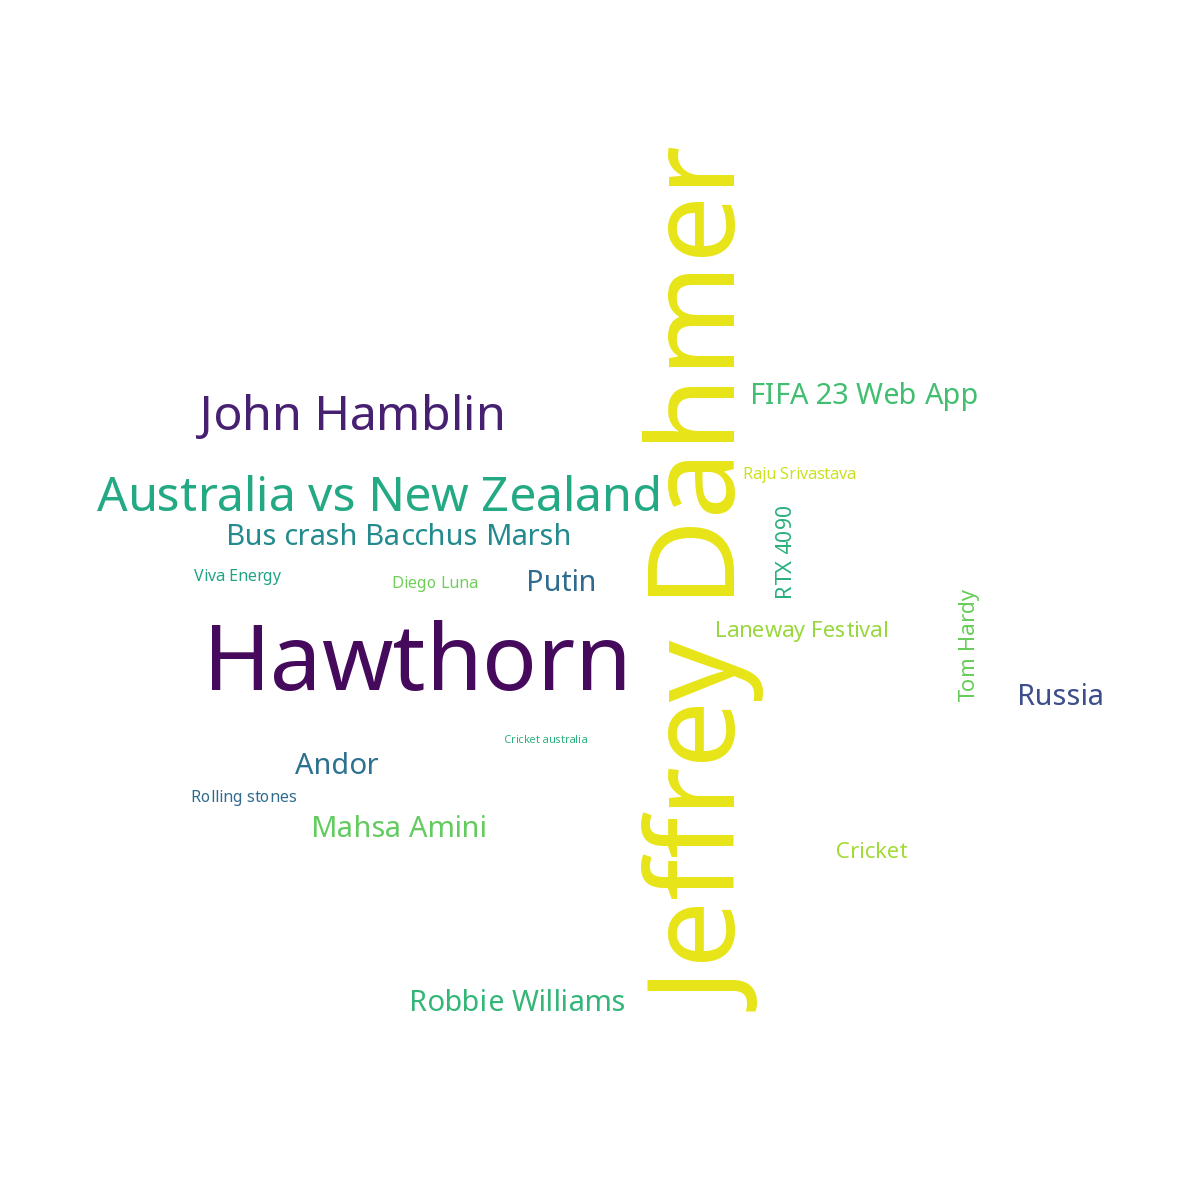 Jeffrey Dahmer
FIFA 23 Web App
John Hamblin
Raju Srivastava
Australia vs New Zealand
RTX 4090
Bus crash Bacchus Marsh
Viva Energy
Diego Luna
Putin
Laneway Festival
Tom Hardy
Hawthorn
Russia
Cricket australia
Andor
Rolling stones
Mahsa Amini
Cricket
Robbie Williams